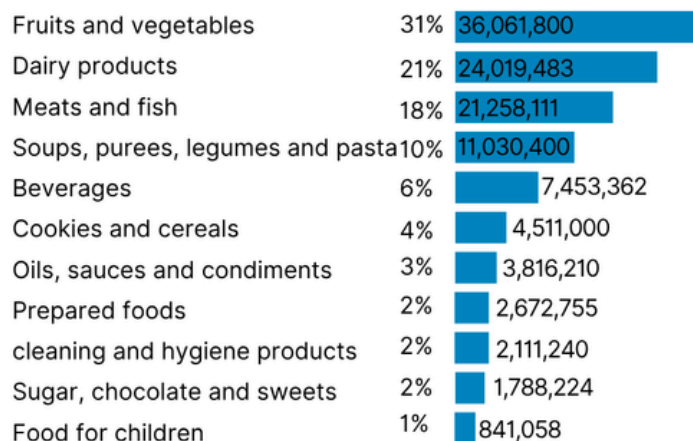 Fruits and vegetables 31% 36,061,800
Dairy products 21% 24,019,483
Meats and fish 18% 21,258,111
Soups, purees, legumes and pasta 10% 11,030,400
Beverages 6% 7,453,362
Cookies and cereals 4% 4,511,000
Oils, sauces and condiments 3% 3,816,210
Prepared foods 2% 2,672,755
cleaning and hygiene products 2% 2,111,240
Sugar, chocolate and sweets 2% 1,788,224
Food for children 1% 841,058